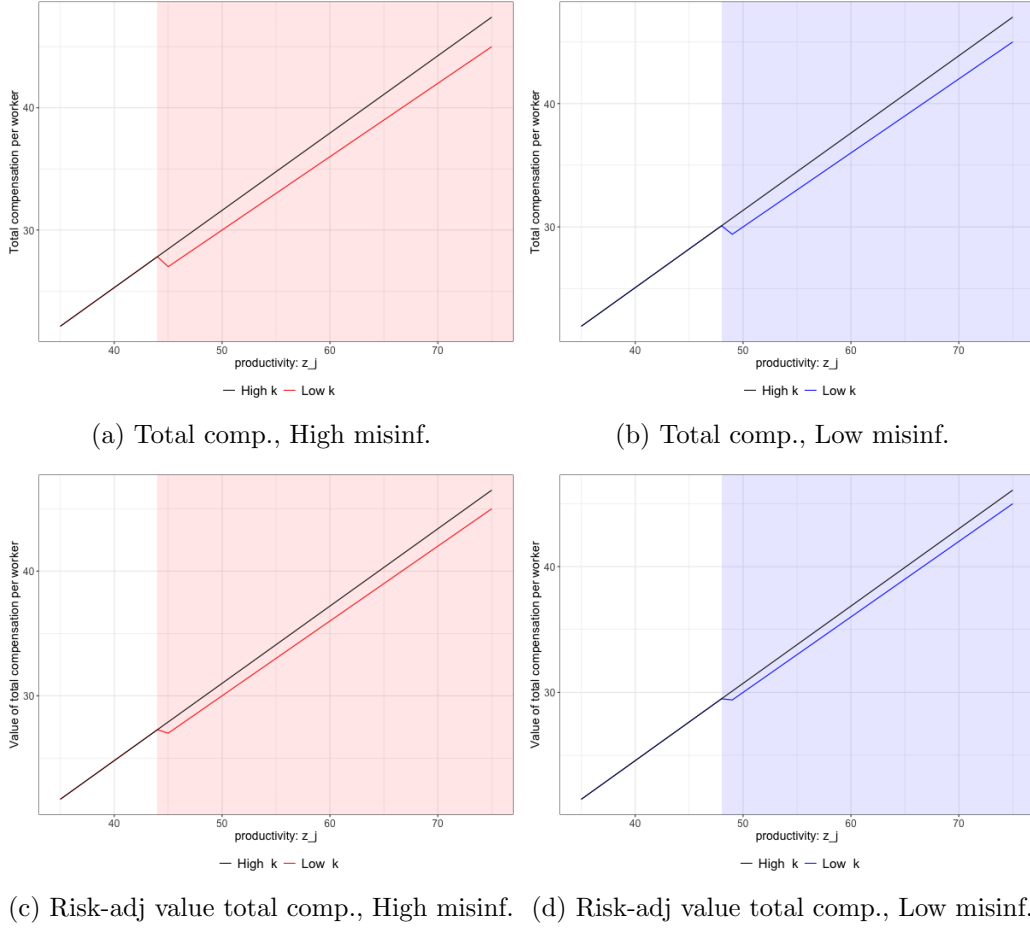 Total compensation per worker
40
30
40 50 60 70
productivity: z_j
High k Low k
(a) Total comp., High misinf.
Total compensation per worker
40
30
40 50 60 70
productivity: z_j
High k Low k
(b) Total comp., Low misinf.
Value of total compensation per worker
40
30
40 50 60 70
productivity: z_j
High k Low k
(c) Risk-adj value total comp., High misinf.
Value of total compensation per worker
40
30
40 50 60 70
productivity: z_j
High k Low k
(d) Risk-adj value total comp., Low misinf.